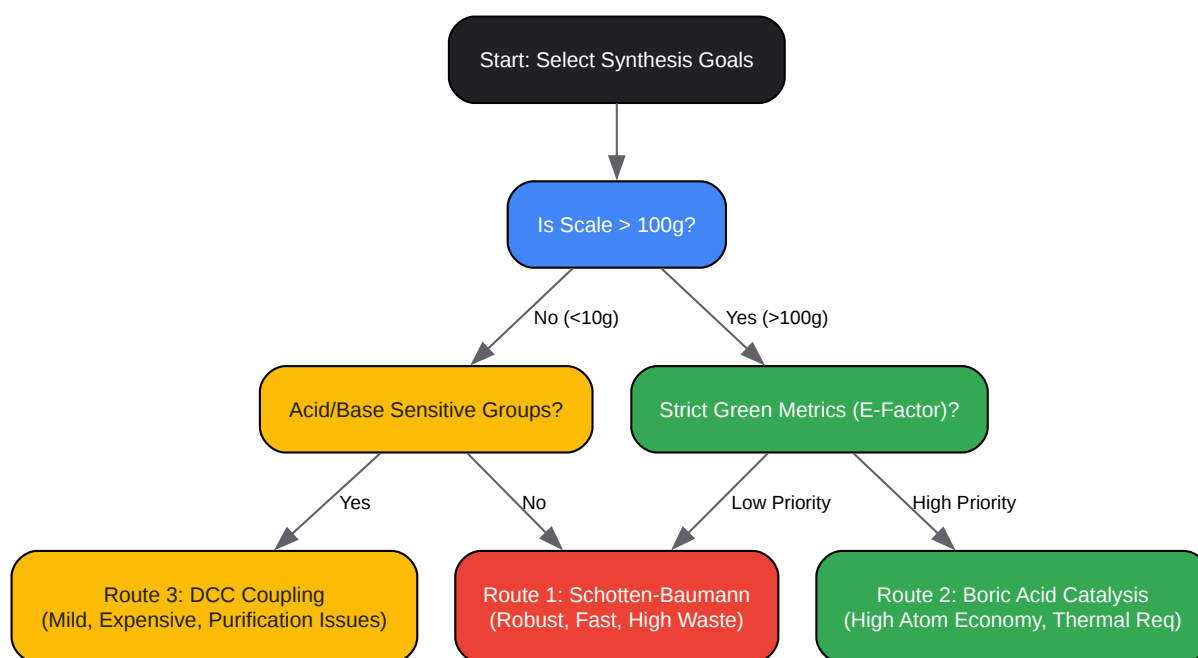 Start: Select Synthesis Goals
Is Scale > 100g?
No (<10g)
Yes (>100g)
Acid/Base Sensitive Groups?
Strict Green Metrics (E-Factor)?
Yes
No
Low Priority
High Priority
Route 3: DCC Coupling
(Mild, Expensive, Purification Issues)
Route 1: Schotten-Baumann
(Robust, Fast, High Waste)
Route 2: Boric Acid Catalysis
(High Atom Economy, Thermal Req)